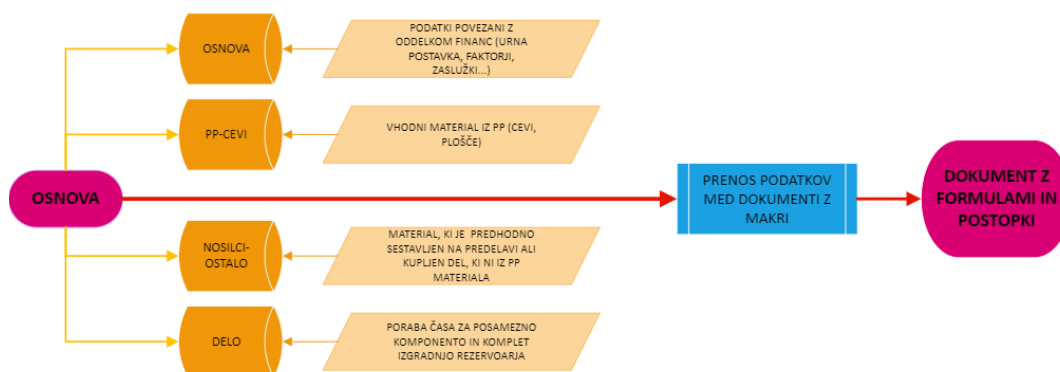 OSNOVA
PODATKI POVEZANI Z
ODDELKOM FINANC (URNA
POSTAVKA, FAKTORJI,
ZASLUŽKI...)
PP-CEVI
VHODNI MATERIAL IZ PP (CEVI,
PLOŠČE)
OSNOVA
PRENOS PODATKOV
MED DOKUMENTI Z
MAKRI
DOKUMENT Z
FORMULAMI IN
POSTOPKI
NOSILCI-
OSTALO
MATERIAL, KI JE PREDHODNO
SESTAVLJEN NA PREDELAVI ALI
KUPLJEN DEL, KI NI IZ PP
MATERIALA
DELO
PORABA ČASA ZA POSAMEZNO
KOMPONENTO IN KOMPLET
IZGRADNJO REZERVOARJA